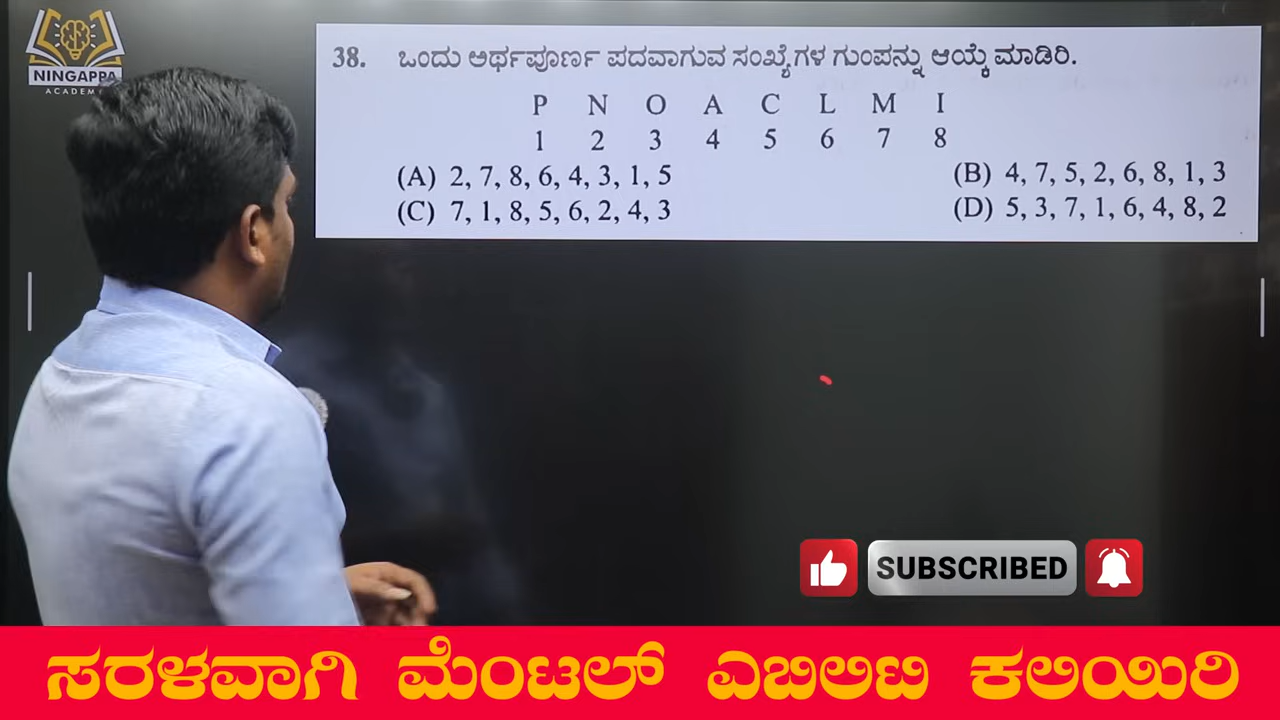 NINGAPPA
ACADEM
38. ಒಂದು ಅರ್ಥಪೂರ್ಣ ಪದವಾಗುವ ಸಂಖ್ಯೆಗಳ ಗುಂಪನ್ನು ಆಯ್ಕೆ ಮಾಡಿರಿ.
P N O A C L M I
1 2 3 4 5 6 7 8
(A) 2, 7, 8, 6, 4, 3, 1, 5 (B) 4, 7, 5, 2, 6, 8, 1, 3
(C) 7, 1, 8, 5, 6, 2, 4, 3 (D) 5, 3, 7, 1, 6, 4, 8, 2
SUBSCRIBED
ಸರಳವಾಗಿ ಮೆಂಟಲ್ ಎಬಿಲಿಟಿ ಕಲಿಯಿರಿ